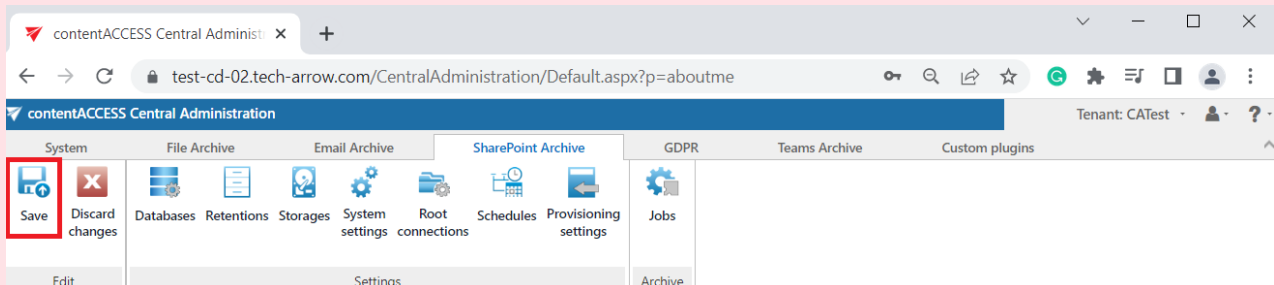 contentACCESS Central Administ
test-cd-02.tech-arrow.com/CentralAdministration/Default.aspx?p=aboutme
contentACCESS Central Administration
Tenant: CATest
?
System
File Archive
Email Archive
SharePoint Archive
GDPR
Teams Archive
Custom plugins
Save
Discard
changes
Databases
Retentions
Storages
System
settings
Root
connections
Schedules
Provisioning
settings
Jobs
Edit
Settings
Archive